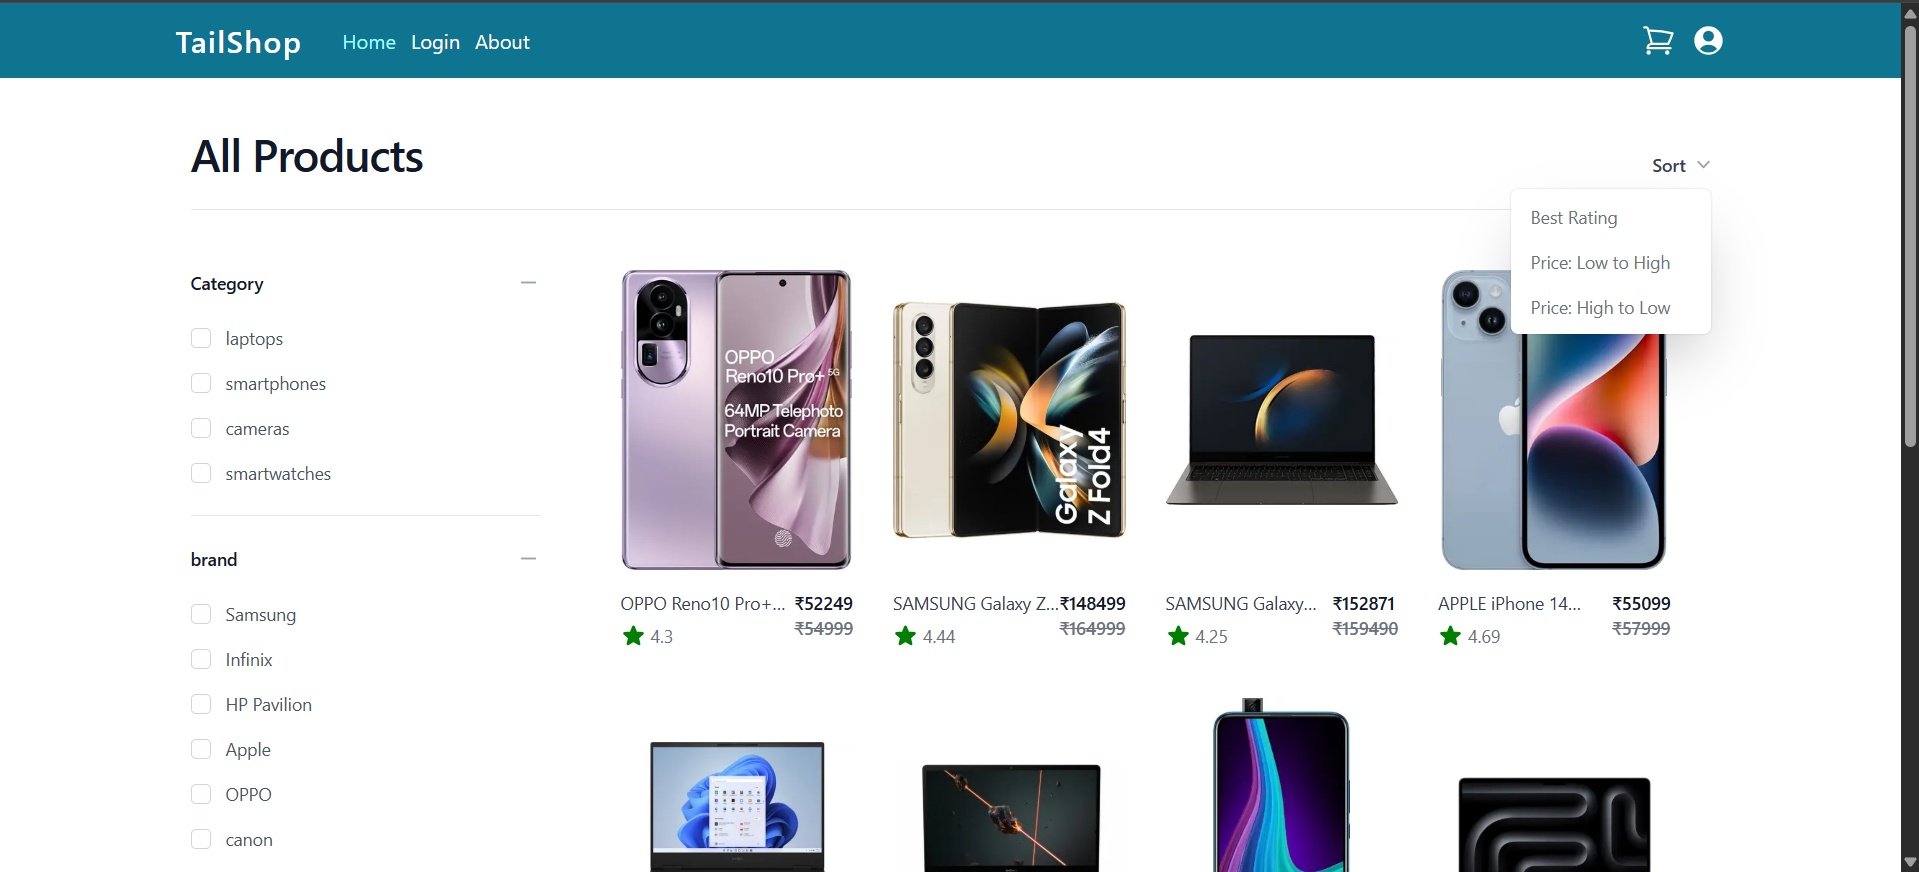 TailShop Home Login About
All Products
Sort
Best Rating
Price: Low to High
Price: High to Low
Category
laptops
smartphones
cameras
smartwatches
brand
Samsung
Infinix
HP Pavilion
Apple
OPPO
canon
OPPO
Reno10 Pro+ 5G
64MP Telephoto
Portrait Camera
Galaxy
Z Fold4
OPPO Reno10 Pro+... ₹52249
4.3 ₹54999
SAMSUNG Galaxy Z... ₹148499
4.44 ₹164999
SAMSUNG Galaxy... ₹152871
4.25 ₹159490
APPLE iPhone 14... ₹55099
4.69 ₹57999